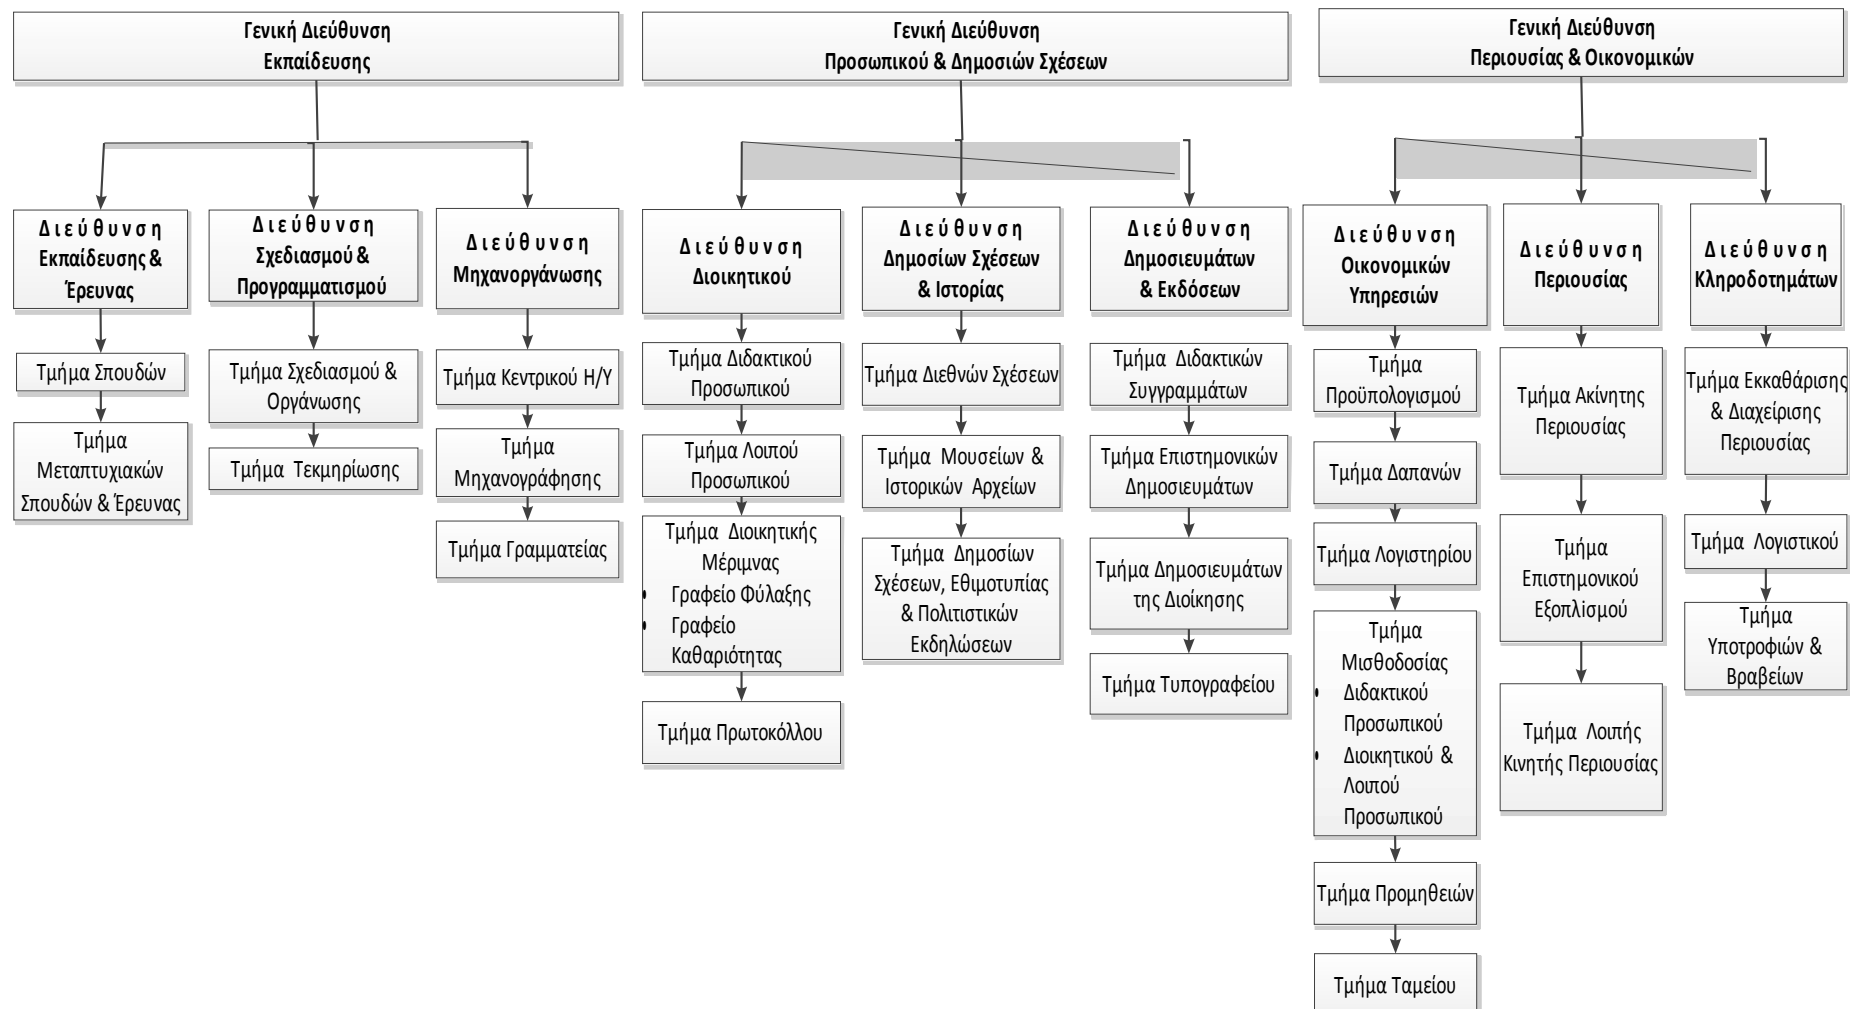 Γενική Διεύθυνση
Εκπαίδευσης
Διεύθυνση
Εκπαίδευσης &
Έρευνας
Τμήμα Σπουδών
Τμήμα
Μεταπτυχιακών
Σπουδών & Έρευνας
Διεύθυνση
Σχεδιασμού &
Προγραμματισμού
Τμήμα Σχεδιασμού &
Οργάνωσης
Τμήμα Τεκμηρίωσης
Διεύθυνση
Μηχανοργάνωσης
Τμήμα Κεντρικού Η/Υ
Τμήμα
Μηχανογράφησης
Τμήμα Γραμματείας
Γενική Διεύθυνση
Προσωπικού & Δημοσιών Σχέσεων
Διεύθυνση
Διοικητικού
Τμήμα Διδακτικού
Προσωπικού
Τμήμα Λοιπού
Προσωπικού
Τμήμα Διοικητικής
Μέριμνας
• Γραφείο Φύλαξης
• Γραφείο
Καθαριότητας
Τμήμα Πρωτοκόλλου
Διεύθυνση
Δημοσίων Σχέσεων
& Ιστορίας
Τμήμα Διεθνών Σχέσεων
Τμήμα Μουσείων &
Ιστορικών Αρχείων
Τμήμα Δημοσίων
Σχέσεων, Εθιμοτυπίας
& Πολιτιστικών
Εκδηλώσεων
Διεύθυνση
Δημοσιευμάτων
& Εκδόσεων
Τμήμα Διδακτικών
Συγγραμμάτων
Τμήμα Επιστημονικών
Δημοσιευμάτων
Τμήμα Δημοσιευμάτων
της Διοίκησης
Τμήμα Τυπογραφείου
Γενική Διεύθυνση
Περιουσίας & Οικονομικών
Διεύθυνση
Οικονομικών
Υπηρεσιών
Τμήμα
Προϋπολογισμού
Τμήμα Δαπανών
Τμήμα Λογιστηρίου
Τμήμα
Μισθοδοσίας
• Διδακτικού
Προσωπικού
• Διοικητικού &
Λοιπού
Προσωπικού
Τμήμα Προμηθειών
Τμήμα Ταμείου
Διεύθυνση
Περιουσίας
Τμήμα Ακίνητης
Περιουσίας
Τμήμα
Επιστημονικού
Εξοπλiσμού
Τμήμα Λοιπής
Κινητής Περιουσίας
Διεύθυνση
Κληροδοτημάτων
Τμήμα Εκκαθάρισης
& Διαχείρισης
Περιουσίας
Τμήμα Λογιστικού
Τμήμα
Υποτροφιών &
Βραβείων